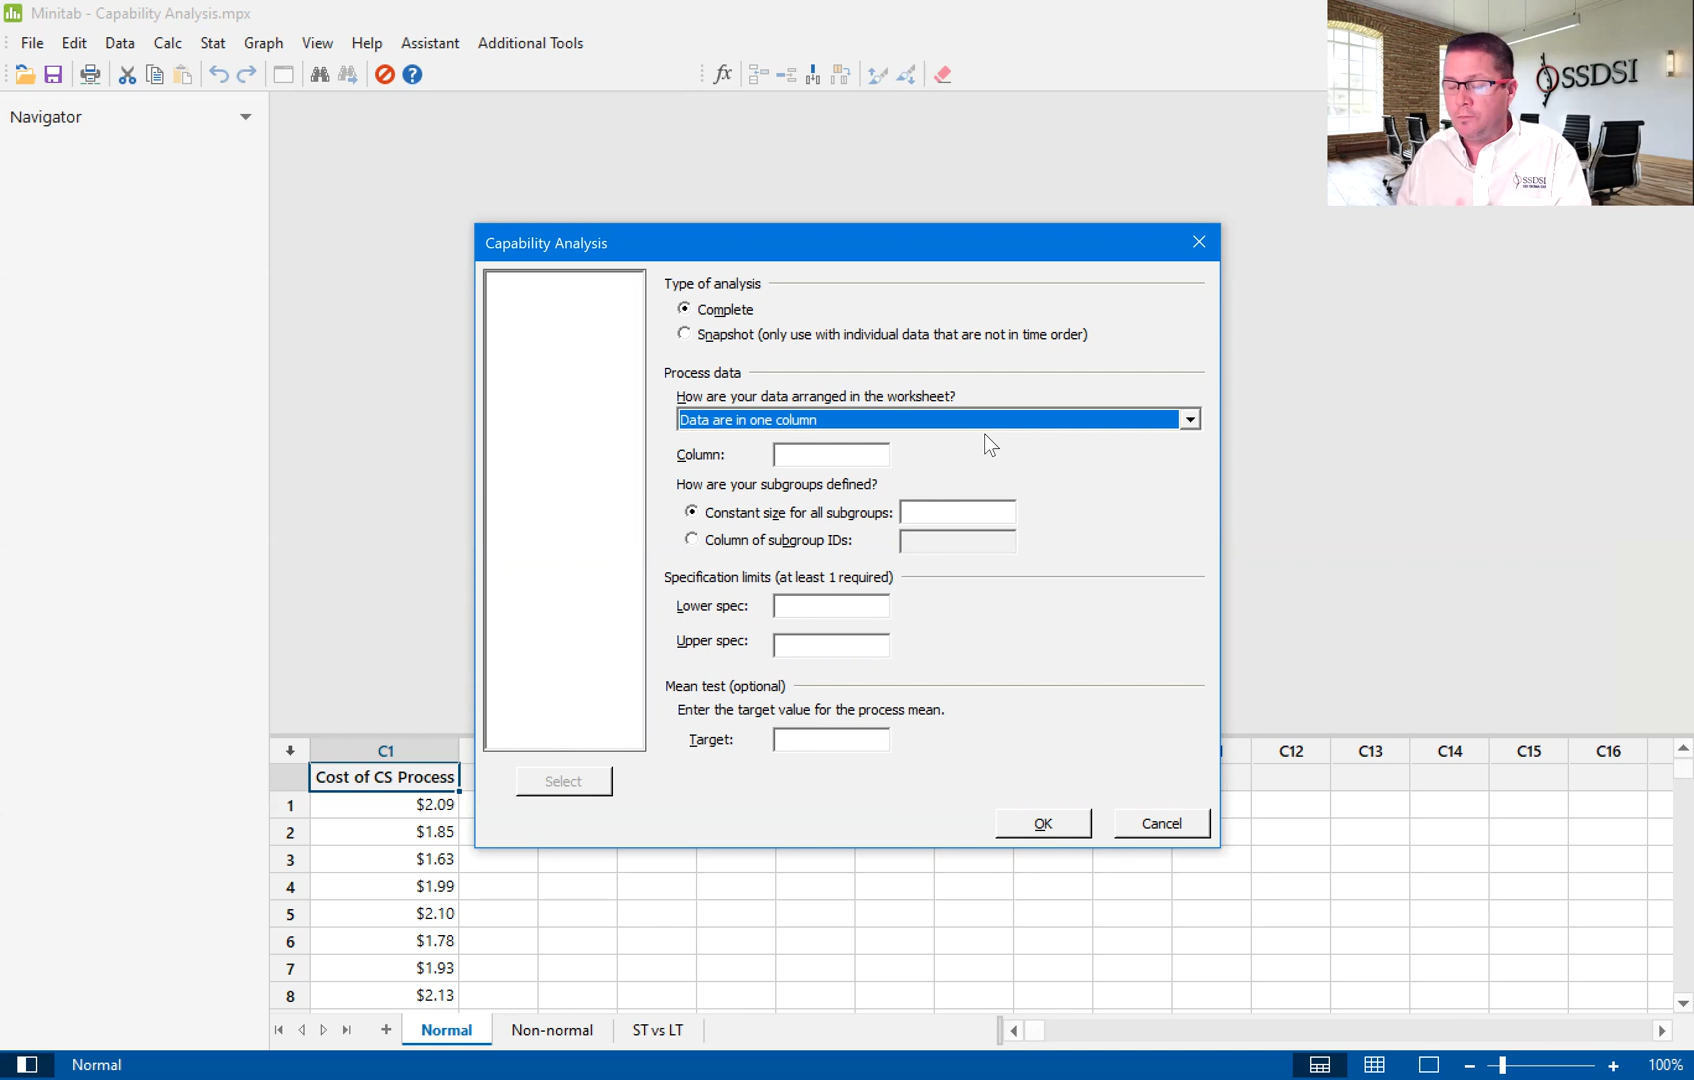 Minitab - Capability Analysis.mpx
File Edit Data Calc Stat Graph View Help Assistant Additional Tools
fx
Navigator
SSDSI
SSDSI
Capability Analysis
Type of analysis
Complete
Snapshot (only use with individual data that are not in time order)
Process data
How are your data arranged in the worksheet?
Data are in one column
Column:
How are your subgroups defined?
Constant size for all subgroups:
Column of subgroup IDs:
Specification limits (at least 1 required)
Lower spec:
Upper spec:
Mean test (optional)
Enter the target value for the process mean.
Target:
Select
OK Cancel
C1 C12 C13 C14 C15 C16
Cost of CS Process
1 $2.09
2 $1.85
3 $1.63
4 $1.99
5 $2.10
6 $1.78
7 $1.93
8 $2.13
Normal Non-normal ST vs LT
Normal 100%